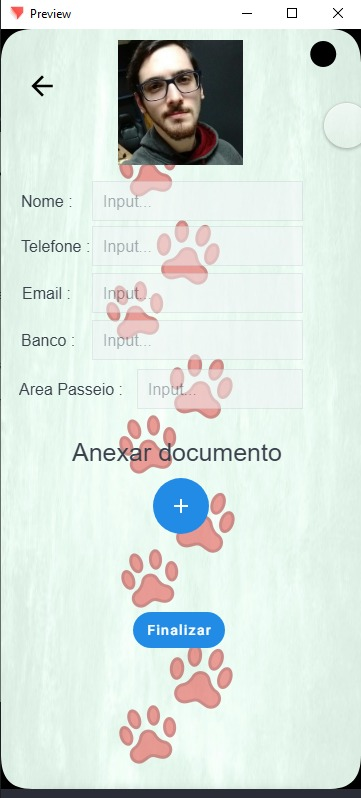 Preview
Nome : Input...
Telefone : Input...
Email : Input...
Banco : Input...
Area Passeio : Input...
Anexar documento
+
Finalizar